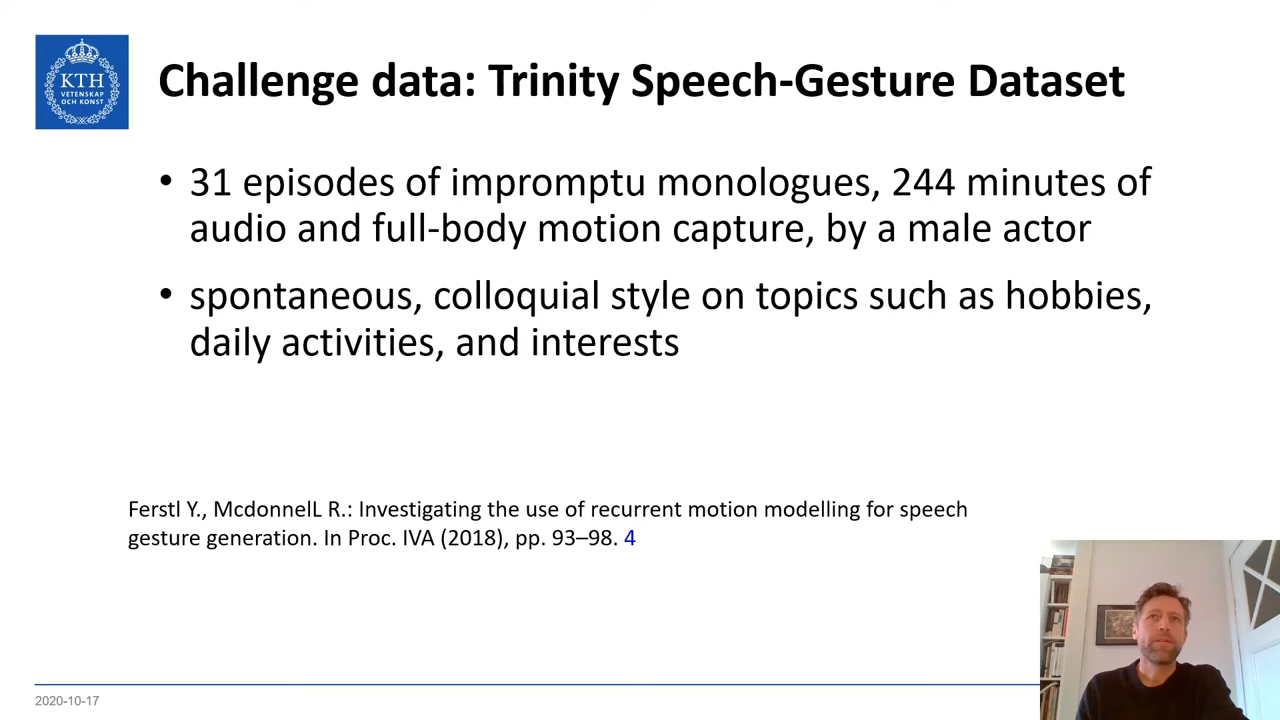 KTH
VETENSKAP
OCH KONST
Challenge data: Trinity Speech-Gesture Dataset
• 31 episodes of impromptu monologues, 244 minutes of
audio and full-body motion capture, by a male actor
• spontaneous, colloquial style on topics such as hobbies,
daily activities, and interests
Ferstl Y., McdonnelL R.: Investigating the use of recurrent motion modelling for speech
gesture generation. In Proc. IVA (2018), pp. 93–98. 4
2020-10-17